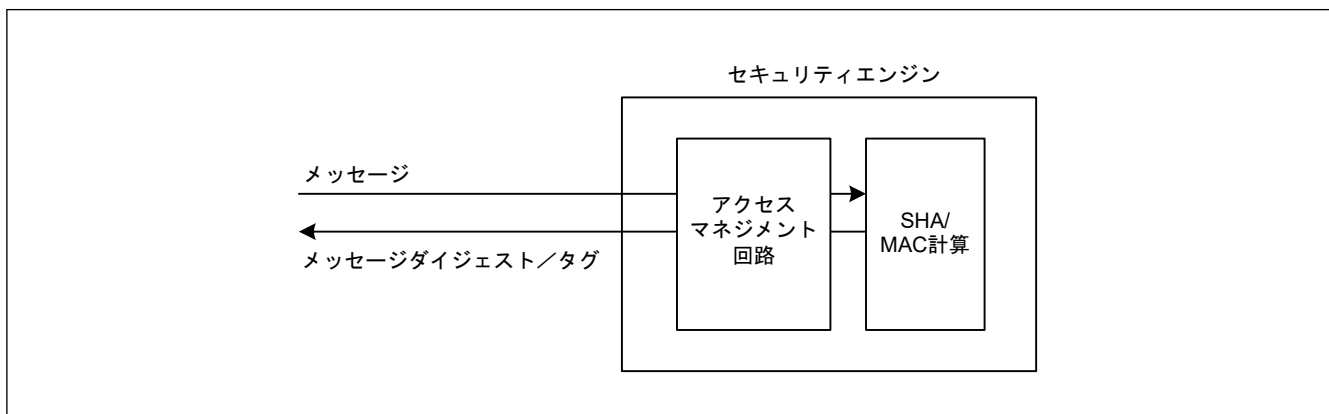 セキュリティエンジン
メッセージ
メッセージダイジェスト／タグ
アクセス
マネジメント
回路
SHA/
MAC計算